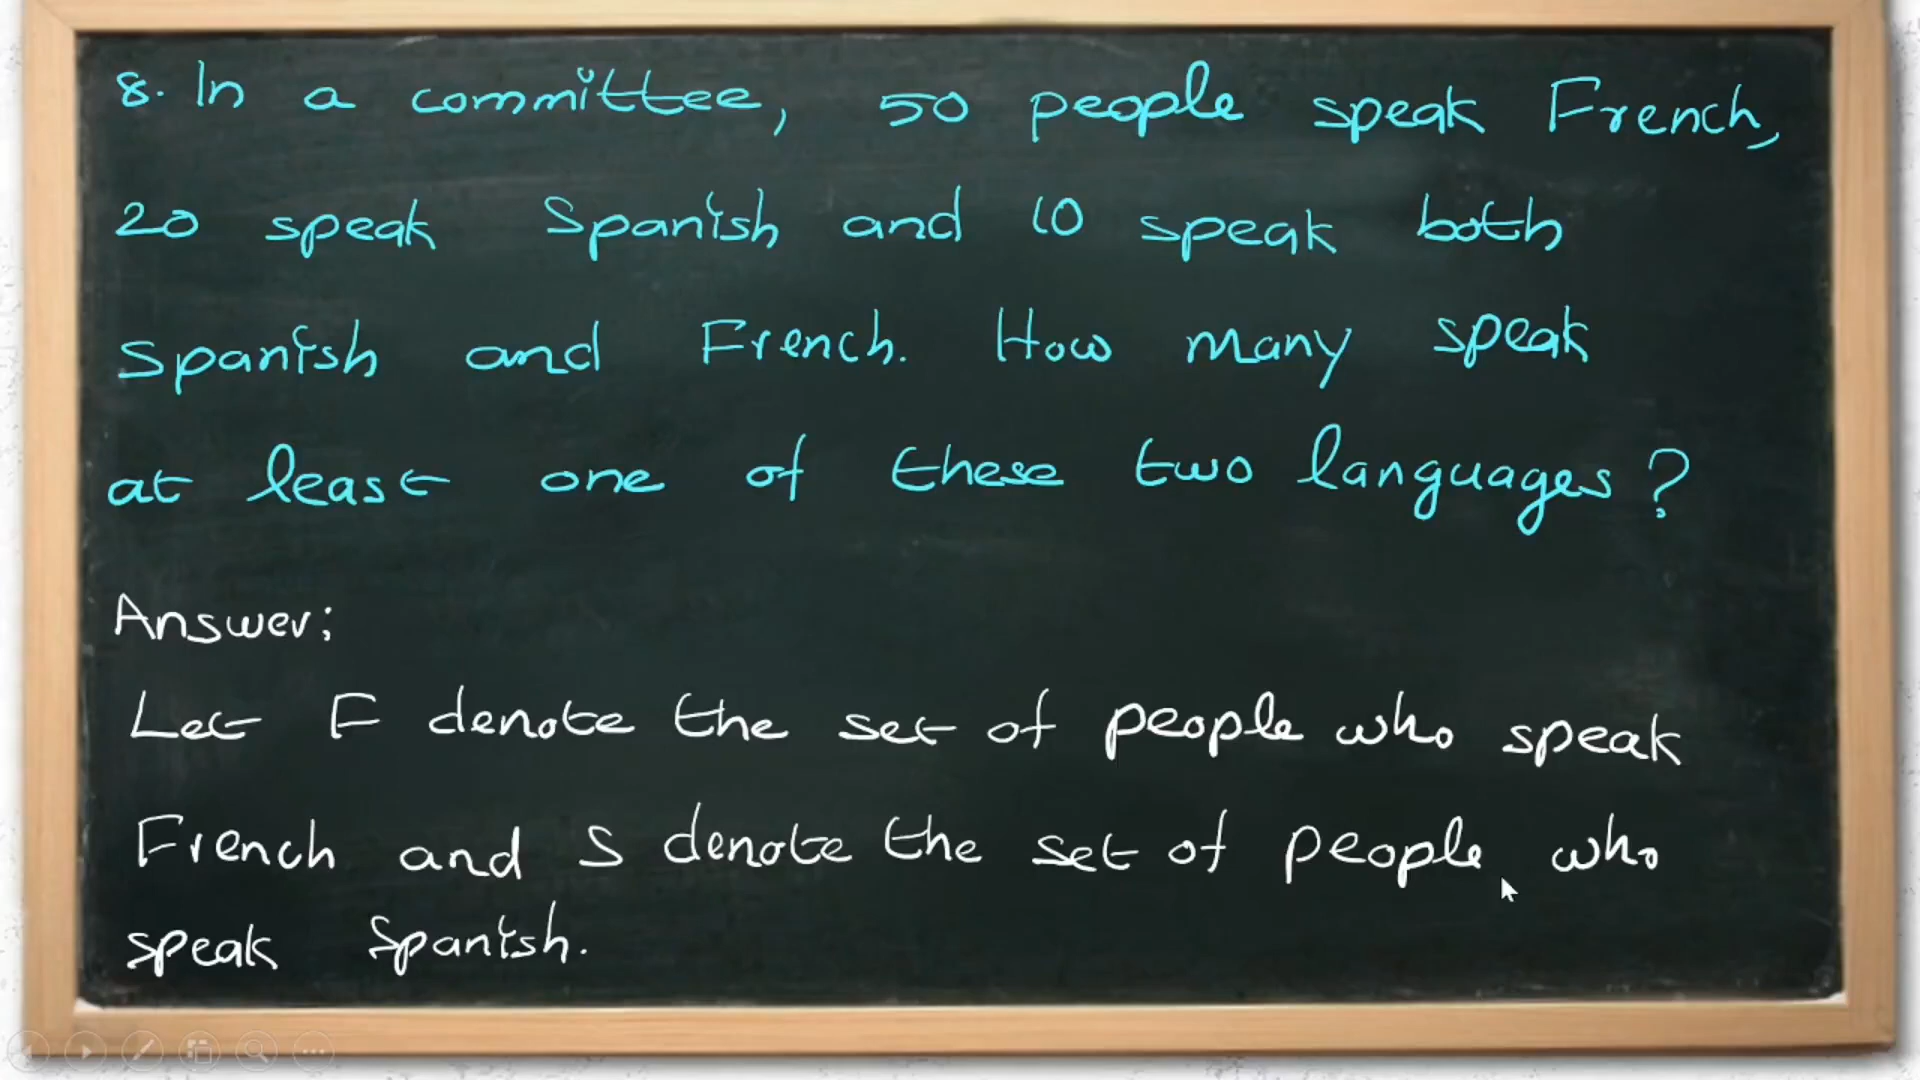 8. In a committee, 50 people speak French,
20 speak Spanish and 10 speak both
Spanish and French. How many speak
at least one of these two languages?
Answer:
Let F denote the set of people who speak
French and S denote the set of people who
speak Spanish.